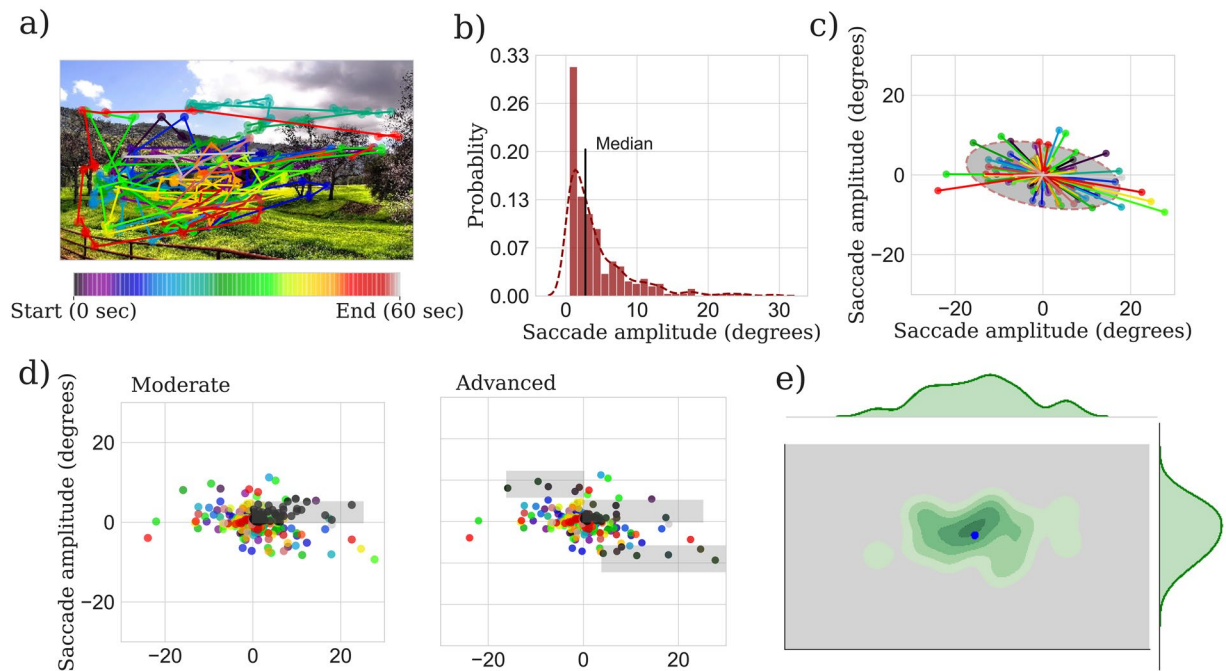 a)
Start (0 sec)
End (60 sec)
b)
Probablity
0.33
0.26
0.20
0.13
0.07
0.00
Median
0
10
20
30
Saccade amplitude (degrees)
c)
Sacccade amplitude (degrees)
20
0
−20
−20
0
20
Saccade amplitude (degrees)
d)
Moderate
Saccade amplitude (degrees)
20
0
−20
−20
0
20
Advanced
−20
0
20
e)